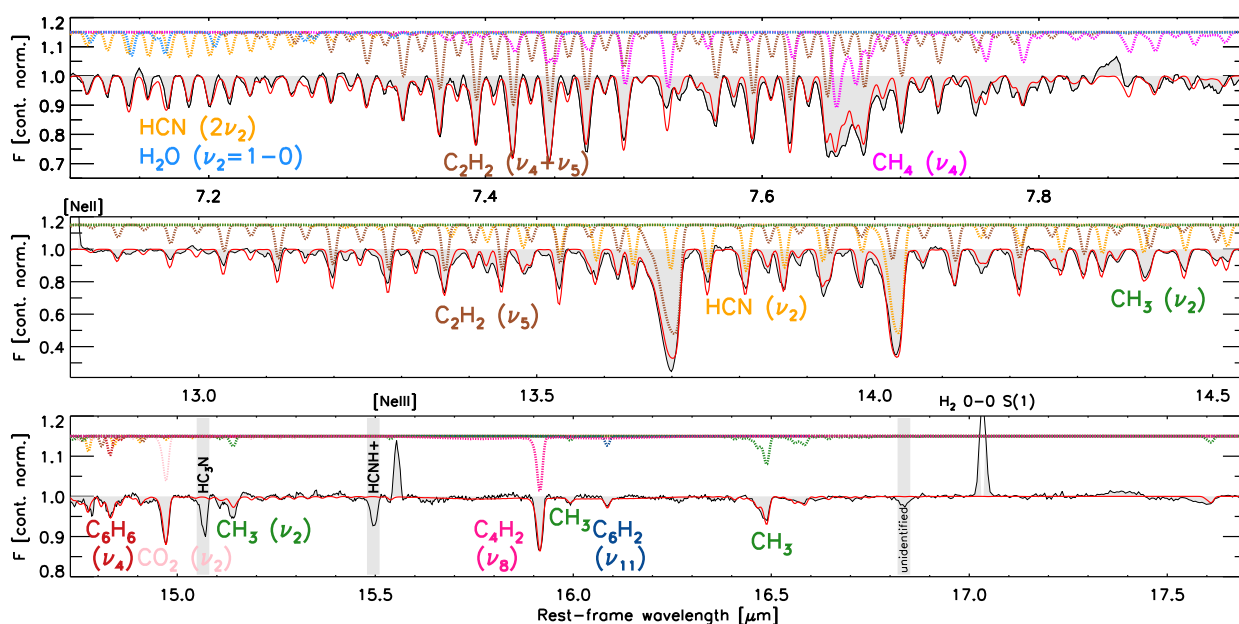 1.2
1.1
1.0
0.9
0.8
0.7
F [cont. norm.]
HCN (2ν₂)
H₂O (ν₂=1−0)
C₂H₂ (ν₄+ν₅)
CH₄ (ν₄)
7.2 7.4 7.6 7.8
[NeII]
1.2
1.0
0.8
0.6
0.4
F [cont. norm.]
C₂H₂ (ν₅)
HCN (ν₂)
CH₃ (ν₂)
13.0 13.5 14.0 14.5
[NeIII] H₂ 0−0 S(1)
1.2
1.1
1.0
0.9
0.8
F [cont. norm.]
HC₃N
HCNH+
C₆H₆
(ν₄)
CO₂ (ν₂)
CH₃ (ν₂)
C₄H₂
(ν₈)
CH₃
C₆H₂
(ν₁₁)
CH₃
unidentified
15.0 15.5 16.0 16.5 17.0 17.5
Rest−frame wavelength [μm]